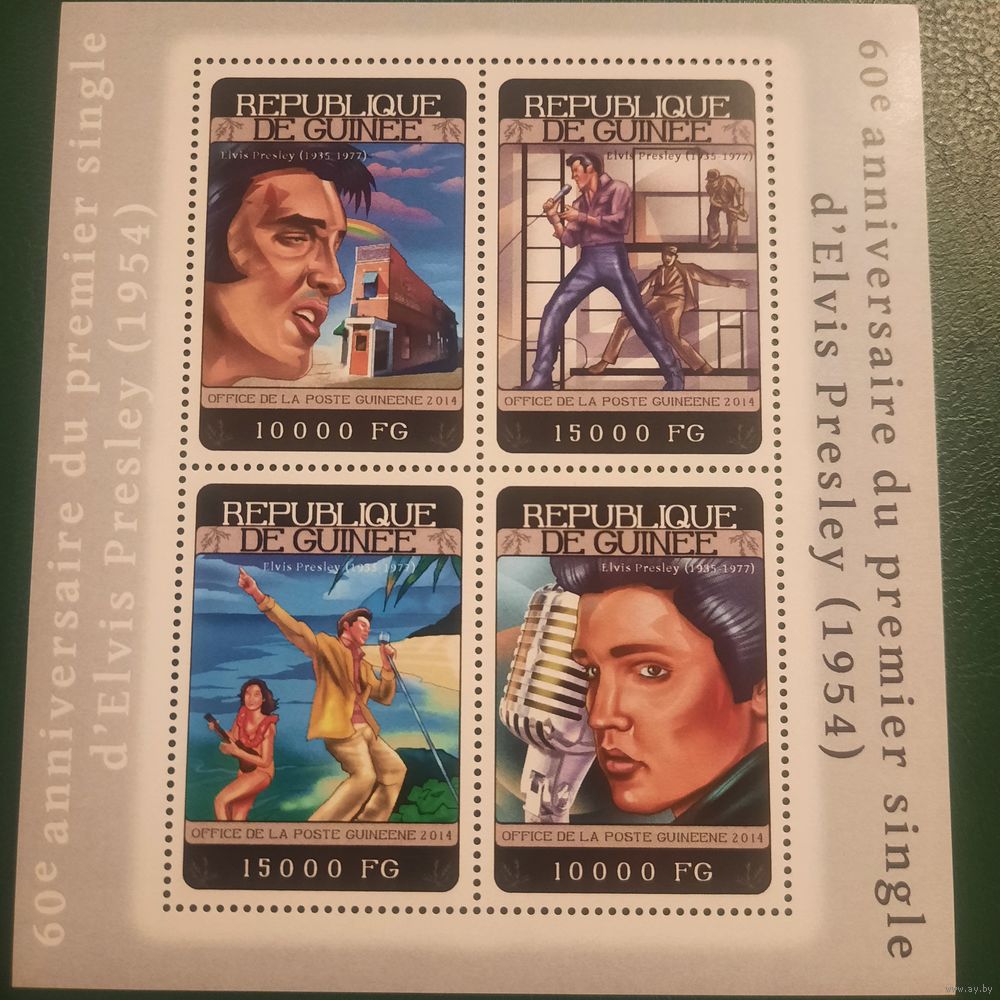 60e anniversaire du premier single
d'Elvis Presley (1954)
REPUBLIQUE
DE GUINEE
Elvis Presley (1935-1977)
OFFICE DE LA POSTE GUINEENE 2014
10000 FG
REPUBLIQUE
DE GUINEE
Elvis Presley (1935-1977)
OFFICE DE LA POSTE GUINEENE 2014
15000 FG
REPUBLIQUE
DE GUINEE
Elvis Presley (1935-1977)
OFFICE DE LA POSTE GUINEENE 2014
15000 FG
REPUBLIQUE
DE GUINEE
Elvis Presley (1935-1977)
OFFICE DE LA POSTE GUINEENE 2014
10000 FG
60e anniversaire du premier single
d'Elvis Presley (1954)
www.ay.by